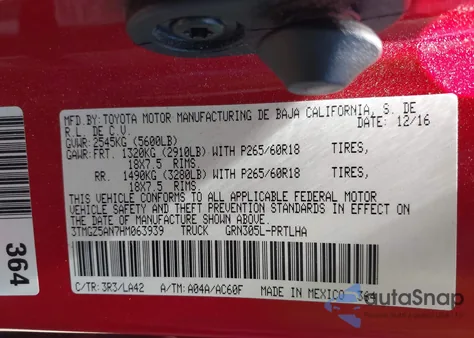 MFD.BY:TOYOTA MOTOR MANUFACTURING DE BAJA CALIFORNIA, S. DE
R.L. DE C.V. DATE: 12/16
GVWR: 2545KG (5600LB)
GAWR:FRT. 1320KG (2910LB) WITH P265/60R18 TIRES,
18X7.5 RIMS
RR. 1490KG (3280LB) WITH P265/60R18 TIRES,
18X7.5 RIMS.
THIS VEHICLE CONFORMS TO ALL APPLICABLE FEDERAL MOTOR
VEHICLE SAFETY AND THEFT PREVENTION STANDARDS IN EFFECT ON
THE DATE OF MANUFACTURE SHOWN ABOVE.
3TMGZ5AN7HM063939 TRUCK GRN305L-PRTLHA
C/TR: 3R3/LA42 A/TM: A04A/AC60F MADE IN MEXICO 364
364
AutoSnap